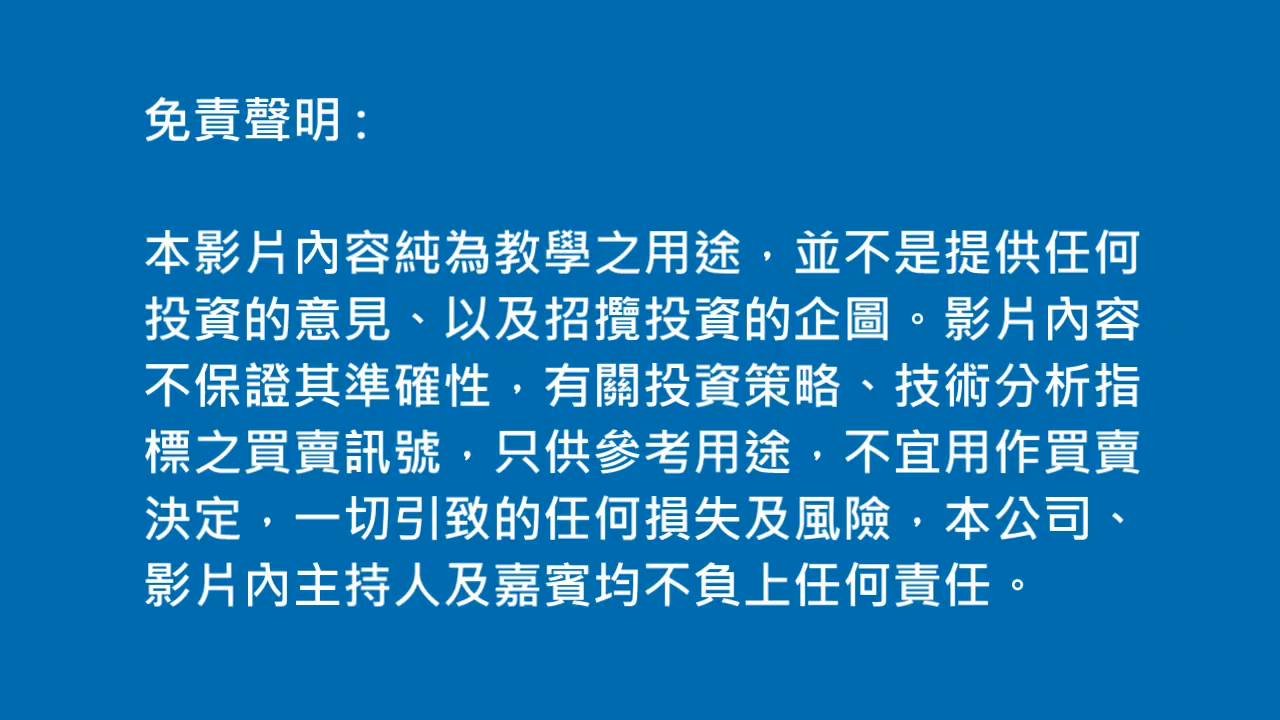 免責聲明：
本影片內容純為教學之用途，並不是提供任何
投資的意見、以及招攬投資的企圖。影片內容
不保證其準確性，有關投資策略、技術分析指
標之買賣訊號，只供參考用途，不宜用作買賣
決定，一切引致的任何損失及風險，本公司、
影片內主持人及嘉賓均不負上任何責任。